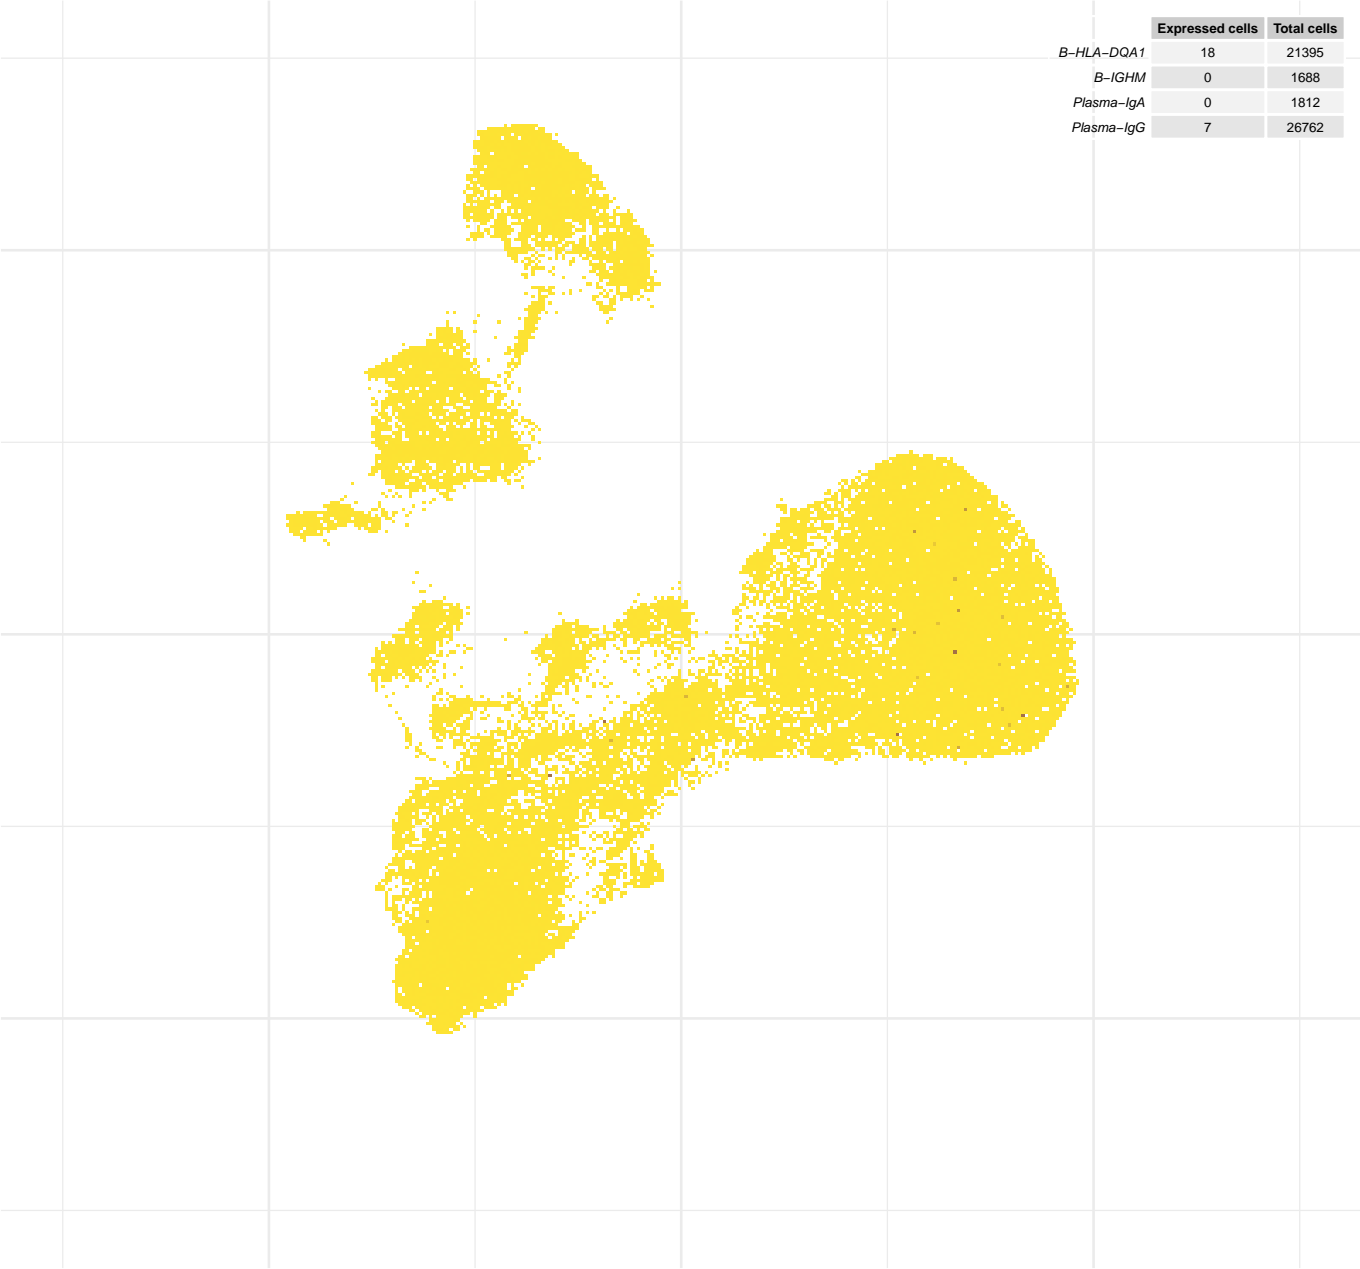 Expressed cells Total cells
B−HLA−DQA1 18 21395
B−IGHM 0 1688
Plasma−IgA 0 1812
Plasma−IgG 7 26762